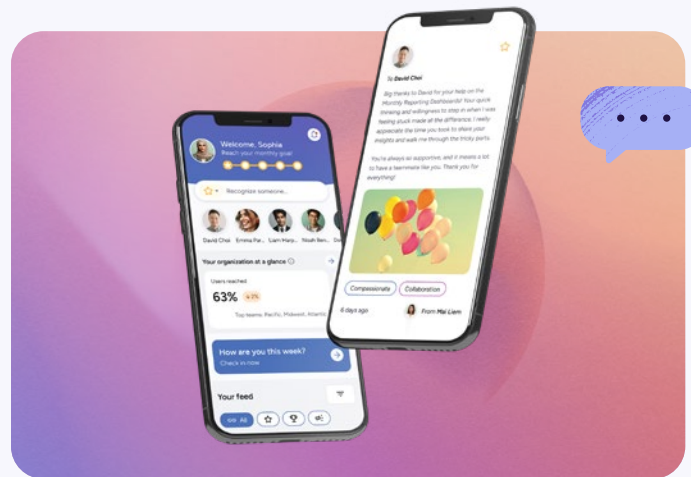 Welcome, Sophia
Reach your monthly goal
Recognize someone...
David Choi
Emma Par...
Liam Harp...
Noah Ben...
Your organization at a glance
Users reached
63%
2%
Top teams: Pacific, Midwest, Atlantic
How are you this week?
Check in now
Your feed
All
To David Choi
Big thanks to David for your help on the
Monthly Reporting Dashboards! Your quick
thinking and willingness to step in when I was
feeling stuck made all the difference. I really
appreciate the time you took to share your
insights and walk me through the tricky parts.
You're always so supportive, and it means a lot
to have a teammate like you. Thank you for
everything!
Compassionate
Collaboration
6 days ago
From Mai Liem